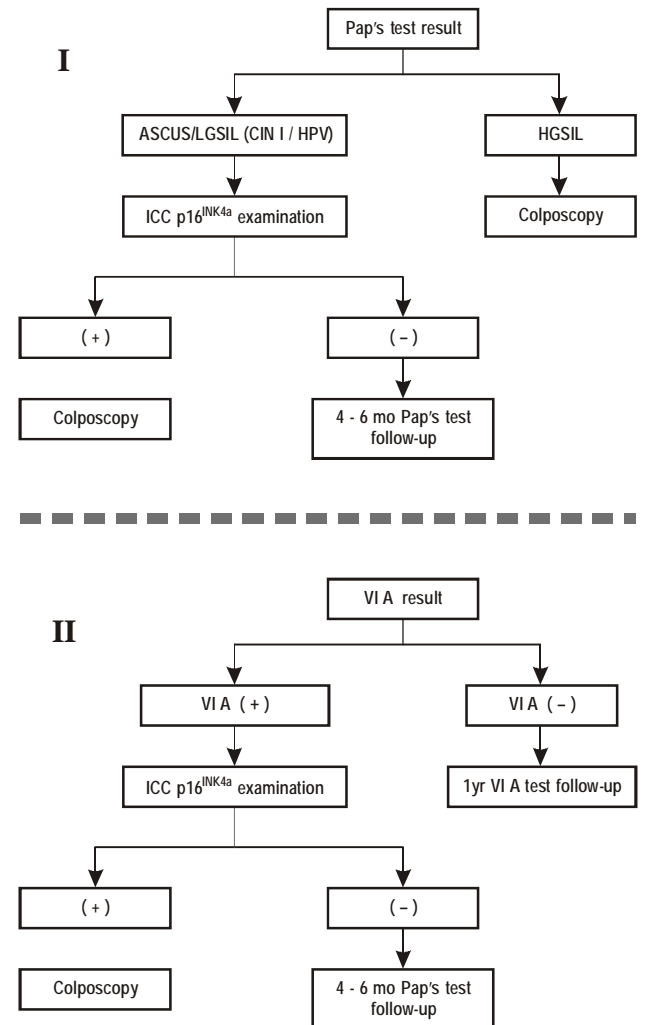 Pap's test result
I
ASCUS/LGSIL (CIN I / HPV)
HGSIL
ICC p16INK4a examination
Colposcopy
( + )
( – )
Colposcopy
4 - 6 mo Pap's test
follow-up
VIA result
II
VIA ( + )
VIA ( – )
ICC p16INK4a examination
1yr VIA test follow-up
( + )
( – )
Colposcopy
4 - 6 mo Pap's test
follow-up